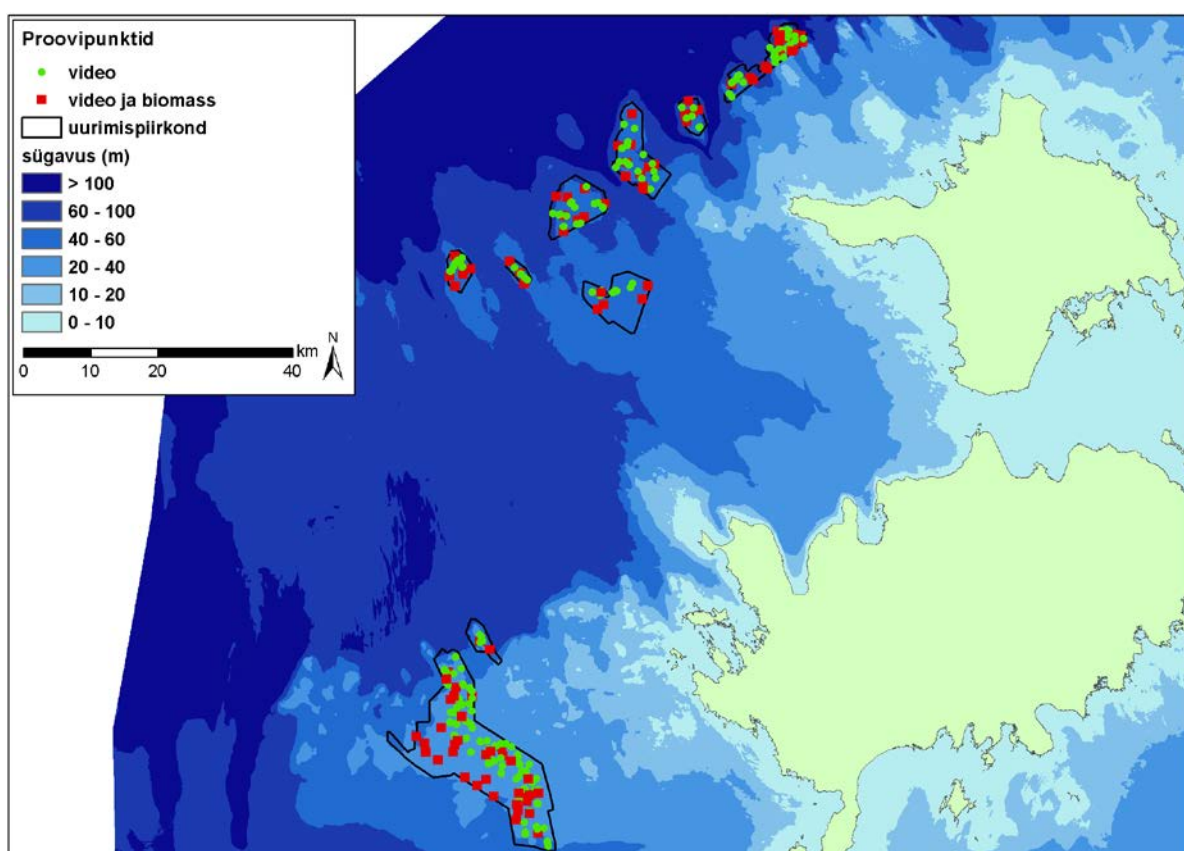 Proovipunktid
video
video ja biomass
uurimispiirkond
sügavus (m)
> 100
60 - 100
40 - 60
20 - 40
10 - 20
0 - 10
km
N
0 10 20 40